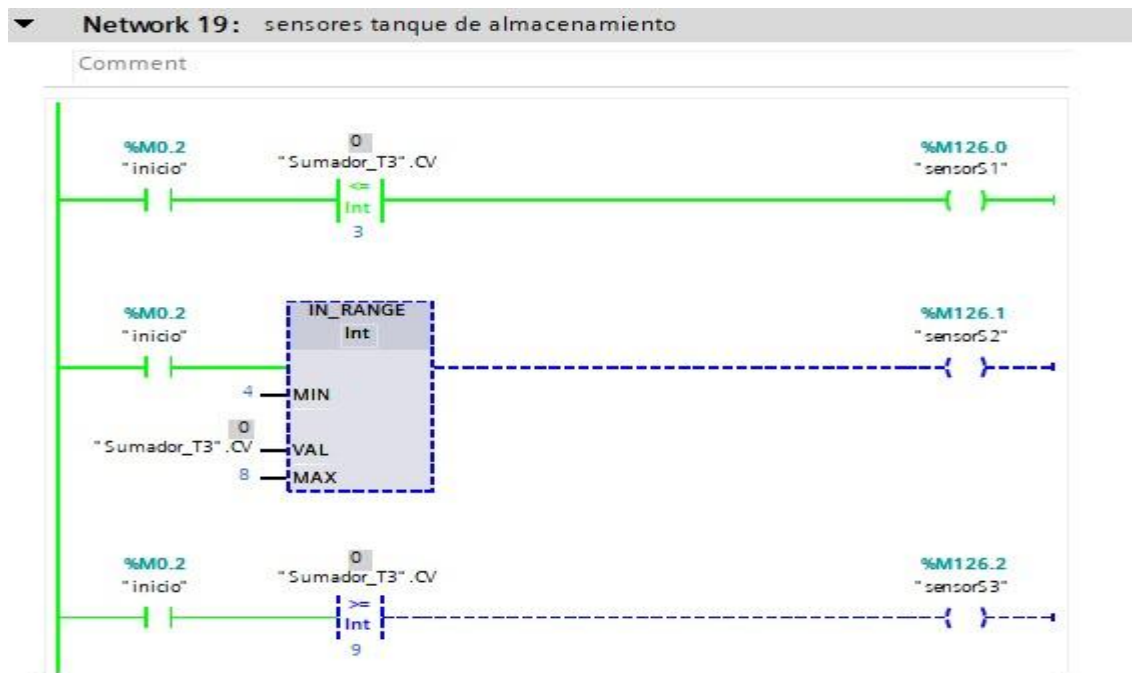 Network 19: sensores tanque de almacenamiento
Comment
%M0.2
"inicio"
0
"Sumador_T3".CV
<=
Int
3
%M126.0
"sensorS1"
%M0.2
"inicio"
IN_RANGE
Int
4
MIN
0
"Sumador_T3".CV
VAL
8
MAX
%M126.1
"sensorS2"
%M0.2
"inicio"
0
"Sumador_T3".CV
>=
Int
9
%M126.2
"sensorS3"